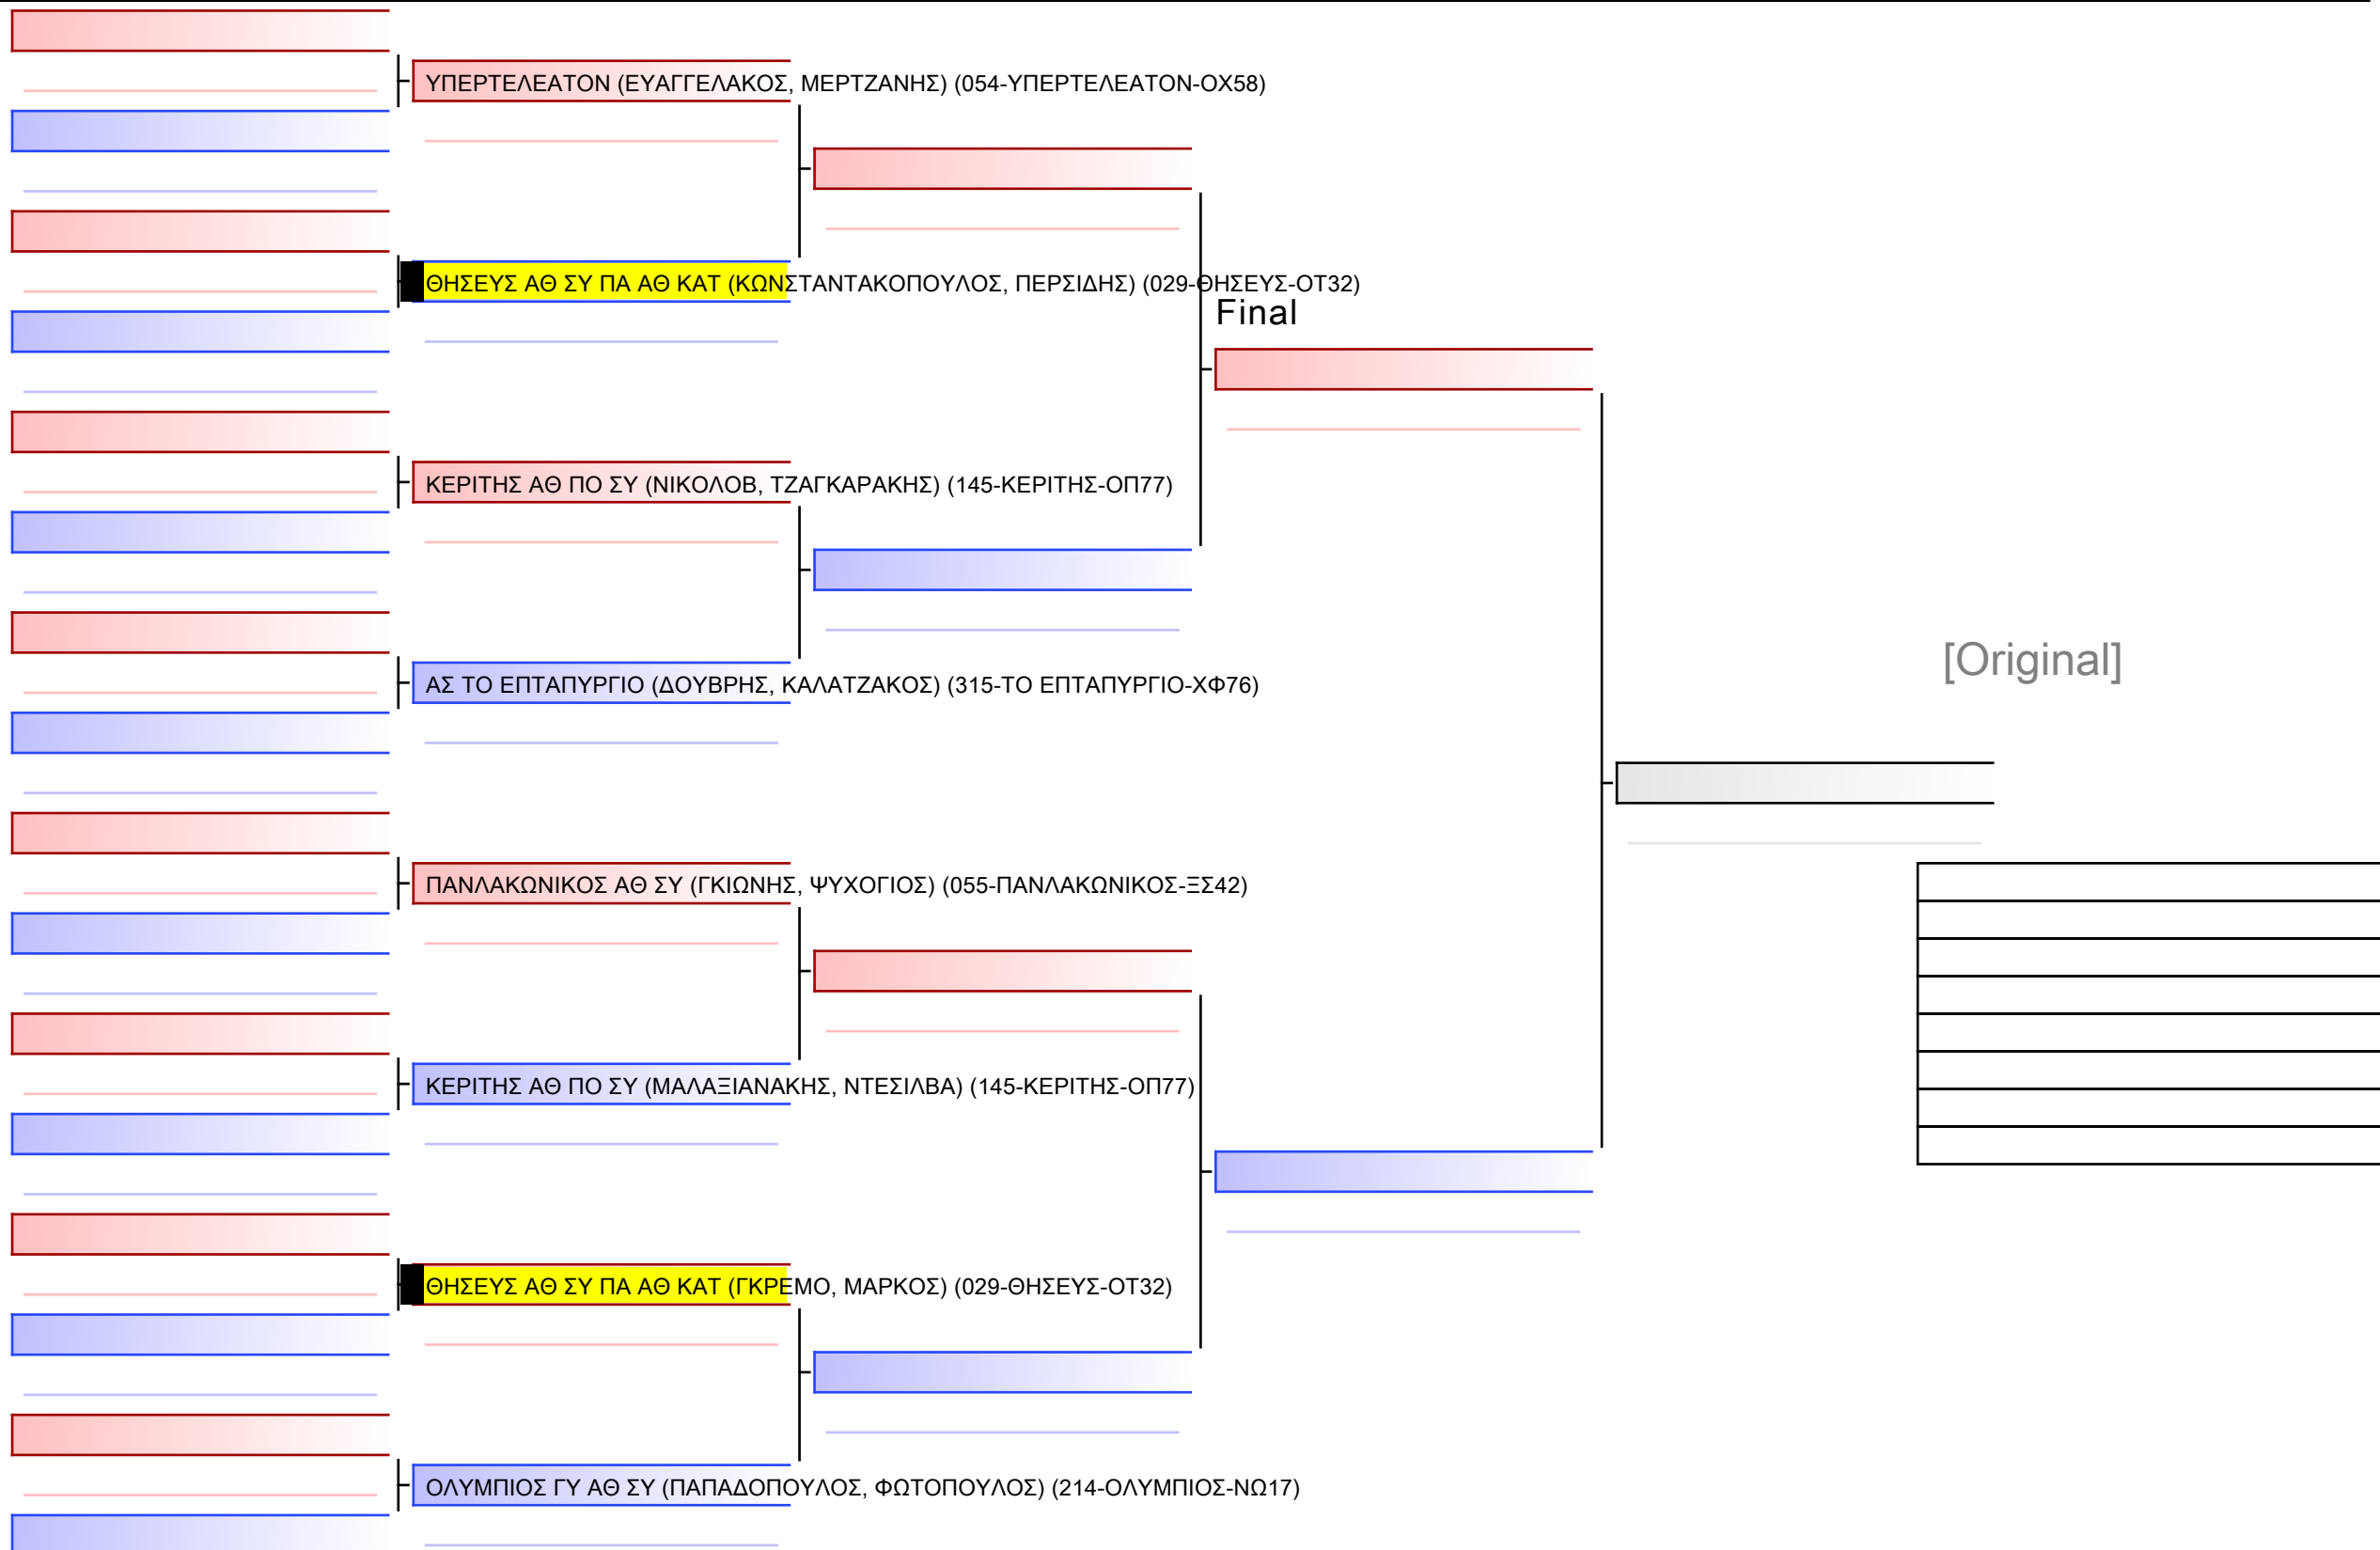 ΥΠΕΡΤΕΛΕΑΤΟΝ (ΕΥΑΓΓΕΛΑΚΟΣ, ΜΕΡΤΖΑΝΗΣ) (054-ΥΠΕΡΤΕΛΕΑΤΟΝ-ΟΧ58)
ΘΗΣΕΥΣ ΑΘ ΣΥ ΠΑ ΑΘ ΚΑΤ (ΚΩΝΣΤΑΝΤΑΚΟΠΟΥΛΟΣ, ΠΕΡΣΙΔΗΣ) (029-ΘΗΣΕΥΣ-ΟΤ32)
Final
ΚΕΡΙΤΗΣ ΑΘ ΠΟ ΣΥ (ΝΙΚΟΛΟΒ, ΤΖΑΓΚΑΡΑΚΗΣ) (145-ΚΕΡΙΤΗΣ-ΟΠ77)
[Original]
ΑΣ ΤΟ ΕΠΤΑΠΥΡΓΙΟ (ΔΟΥΒΡΗΣ, ΚΑΛΑΤΖΑΚΟΣ) (315-ΤΟ ΕΠΤΑΠΥΡΓΙΟ-ΧΦ76)
ΠΑΝΛΑΚΩΝΙΚΟΣ ΑΘ ΣΥ (ΓΚΙΩΝΗΣ, ΨΥΧΟΓΙΟΣ) (055-ΠΑΝΛΑΚΩΝΙΚΟΣ-ΞΣ42)
ΚΕΡΙΤΗΣ ΑΘ ΠΟ ΣΥ (ΜΑΛΑΞΙΑΝΑΚΗΣ, ΝΤΕΣΙΛΒΑ) (145-ΚΕΡΙΤΗΣ-ΟΠ77)
ΘΗΣΕΥΣ ΑΘ ΣΥ ΠΑ ΑΘ ΚΑΤ (ΓΚΡΕΜΟ, ΜΑΡΚΟΣ) (029-ΘΗΣΕΥΣ-ΟΤ32)
ΟΛΥΜΠΙΟΣ ΓΥ ΑΘ ΣΥ (ΠΑΠΑΔΟΠΟΥΛΟΣ, ΦΩΤΟΠΟΥΛΟΣ) (214-ΟΛΥΜΠΙΟΣ-ΝΩ17)